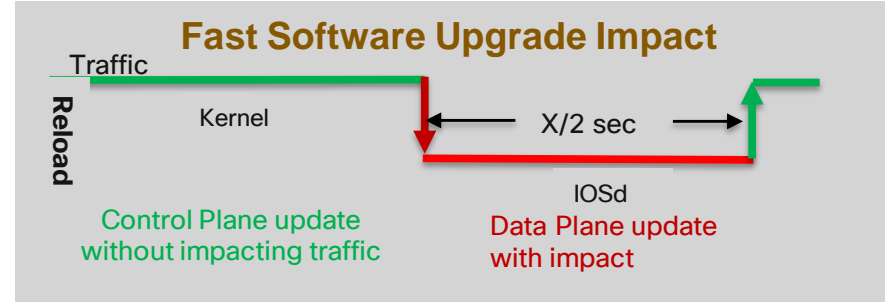 Fast Software Upgrade Impact
Traffic
Reload
Kernel
X/2 sec
IOSd
Control Plane update
without impacting traffic
Data Plane update
with impact